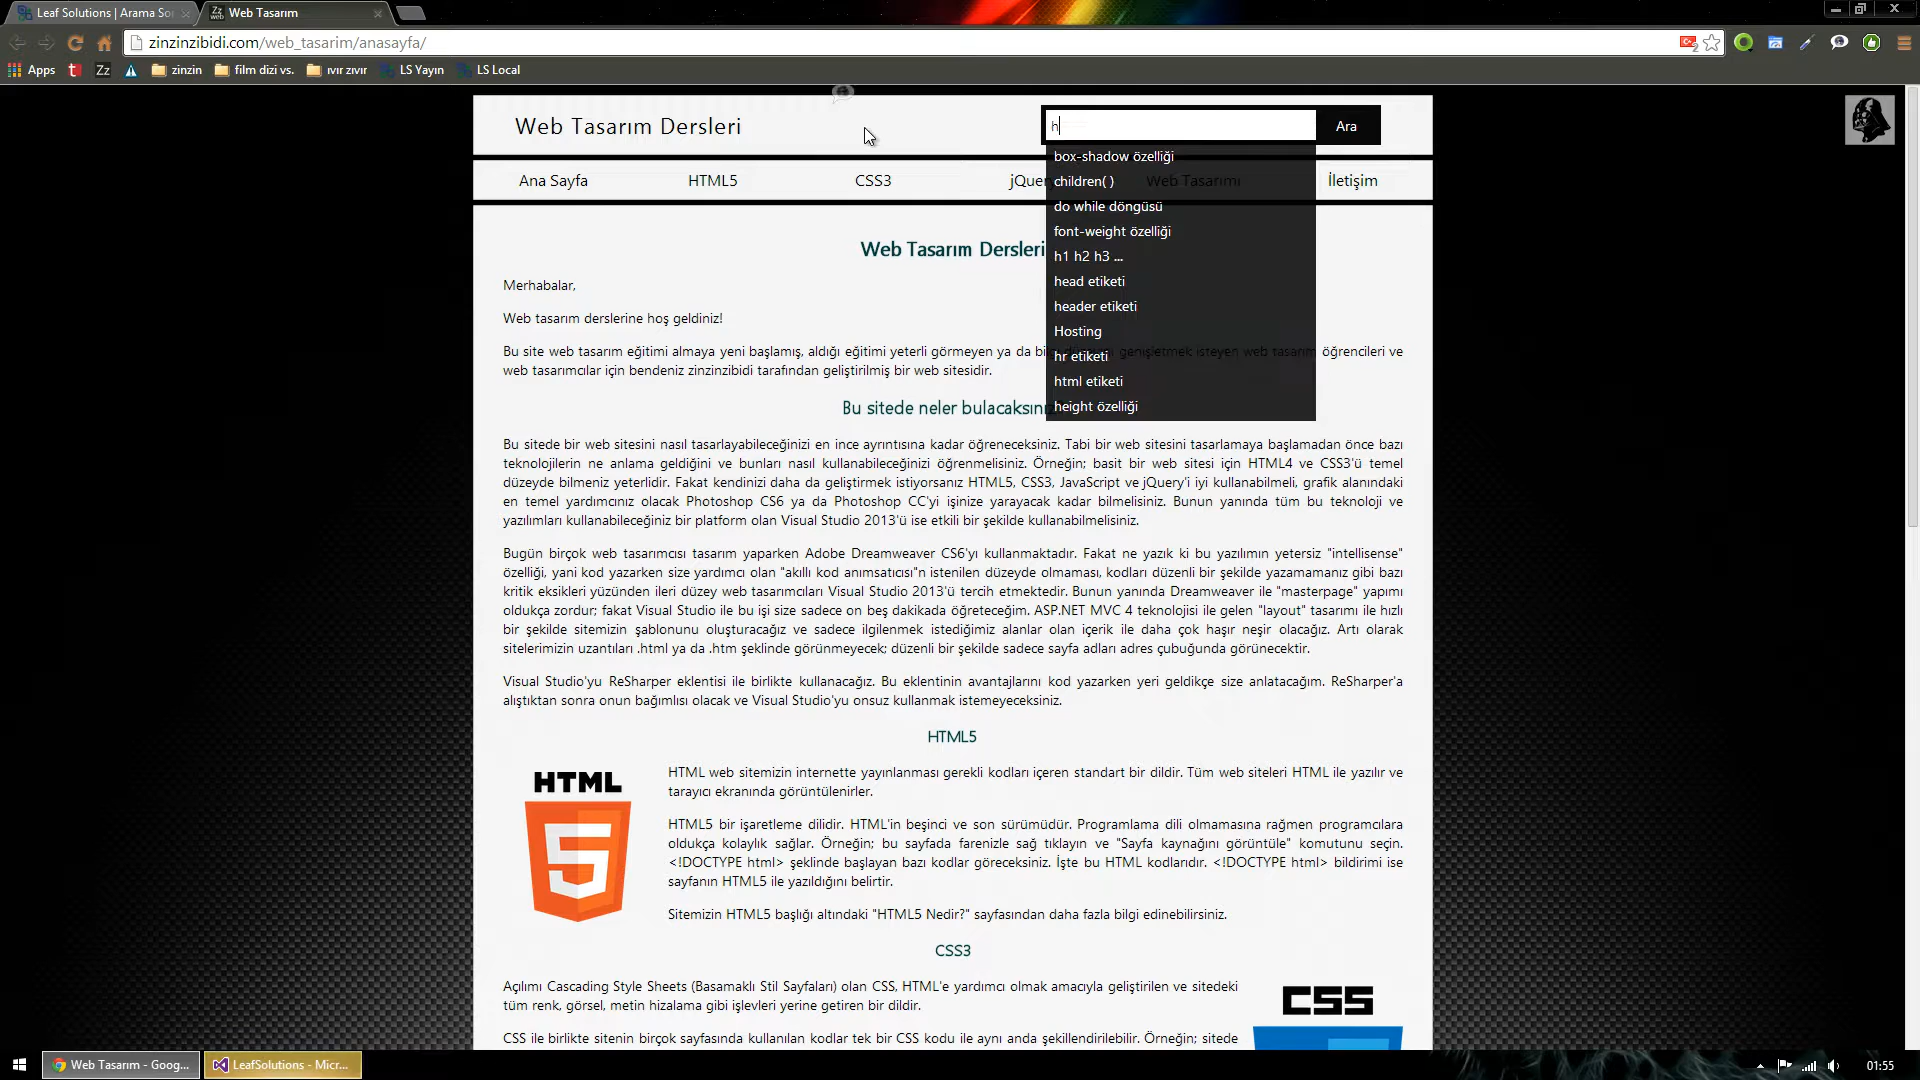 Leaf Solutions | Arama So
Web Tasarım
zinzinzibidi.com/web_tasarim/anasayfa/
Apps
t
Zz
zinzin
film dizi vs.
ıvır zıvır
LS Yayın
LS Local
Web Tasarım Dersleri
h
Ara
Ana Sayfa
HTML5
CSS3
jQue
Web Tasarımı
İletişim
box-shadow özelliği
children( )
do while döngüsü
font-weight özelliği
h1 h2 h3 ...
head etiketi
header etiketi
Hosting
hr etiketi
html etiketi
height özelliği
Web Tasarım Dersleri
Merhabalar,
Web tasarım derslerine hoş geldiniz!
Bu site web tasarım eğitimi almaya yeni başlamış, aldığı eğitimi yeterli görmeyen ya da bilgi dünyasını genişletmek isteyen web tasarım öğrencileri ve
web tasarımcılar için bendeniz zinzinzibidi tarafından geliştirilmiş bir web sitesidir.
Bu sitede neler bulacaksını
Bu sitede bir web sitesini nasıl tasarlayabileceğinizi en ince ayrıntısına kadar öğreneceksiniz. Tabi bir web sitesini tasarlamaya başlamadan önce bazı
teknolojilerin ne anlama geldiğini ve bunları nasıl kullanabileceğinizi öğrenmelisiniz. Örneğin; basit bir web sitesi için HTML4 ve CSS3'ü temel
düzeyde bilmeniz yeterlidir. Fakat kendinizi daha da geliştirmek istiyorsanız HTML5, CSS3, JavaScript ve jQuery'i iyi kullanabilmeli, grafik alanındaki
en temel yardımcınız olacak Photoshop CS6 ya da Photoshop CC'yi işinize yarayacak kadar bilmelisiniz. Bunun yanında tüm bu teknoloji ve
yazılımları kullanabileceğiniz bir platform olan Visual Studio 2013'ü ise etkili bir şekilde kullanabilmelisiniz.
Bugün birçok web tasarımcısı tasarım yaparken Adobe Dreamweaver CS6'yı kullanmaktadır. Fakat ne yazık ki bu yazılımın yetersiz "intellisense"
özelliği, yani kod yazarken size yardımcı olan "akıllı kod anımsatıcısı"n istenilen düzeyde olmaması, kodları düzenli bir şekilde yazamamanız gibi bazı
kritik eksikleri yüzünden ileri düzey web tasarımcıları Visual Studio 2013'ü tercih etmektedir. Bunun yanında Dreamweaver ile "masterpage" yapımı
oldukça zordur; fakat Visual Studio ile bu işi size sadece on beş dakikada öğreteceğim. ASP.NET MVC 4 teknolojisi ile gelen "layout" tasarımı ile hızlı
bir şekilde sitemizin şablonunu oluşturacağız ve sadece ilgilenmek istediğimiz alanlar olan içerik ile daha çok haşır neşir olacağız. Artı olarak
sitelerimizin uzantıları .html ya da .htm şeklinde görünmeyecek; düzenli bir şekilde sadece sayfa adları adres çubuğunda görünecektir.
Visual Studio'yu ReSharper eklentisi ile birlikte kullanacağız. Bu eklentinin avantajlarını kod yazarken yeri geldikçe size anlatacağım. ReSharper'a
alıştıktan sonra onun bağımlısı olacak ve Visual Studio'yu onsuz kullanmak istemeyeceksiniz.
HTML5
HTML
5
HTML web sitemizin internette yayınlanması gerekli kodları içeren standart bir dildir. Tüm web siteleri HTML ile yazılır ve
tarayıcı ekranında görüntülenirler.
HTML5 bir işaretleme dilidir. HTML'in beşinci ve son sürümüdür. Programlama dili olmamasına rağmen programcılara
oldukça kolaylık sağlar. Örneğin; bu sayfada farenizle sağ tıklayın ve "Sayfa kaynağını görüntüle" komutunu seçin.
<!DOCTYPE html> şeklinde başlayan bazı kodlar göreceksiniz. İşte bu HTML kodlarıdır. <!DOCTYPE html> bildirimi ise
sayfanın HTML5 ile yazıldığını belirtir.
Sitemizin HTML5 başlığı altındaki "HTML5 Nedir?" sayfasından daha fazla bilgi edinebilirsiniz.
CSS3
Açılımı Cascading Style Sheets (Basamaklı Stil Sayfaları) olan CSS, HTML'e yardımcı olmak amacıyla geliştirilen ve sitedeki
tüm renk, görsel, metin hizalama gibi işlevleri yerine getiren bir dildir.
CSS
CSS ile birlikte sitenin birçok sayfasında kullanılan kodlar tek bir CSS kodu ile aynı anda şekillendirilebilir. Örneğin; sitede
Web Tasarım - Goog...
LeafSolutions - Micr...
01:55